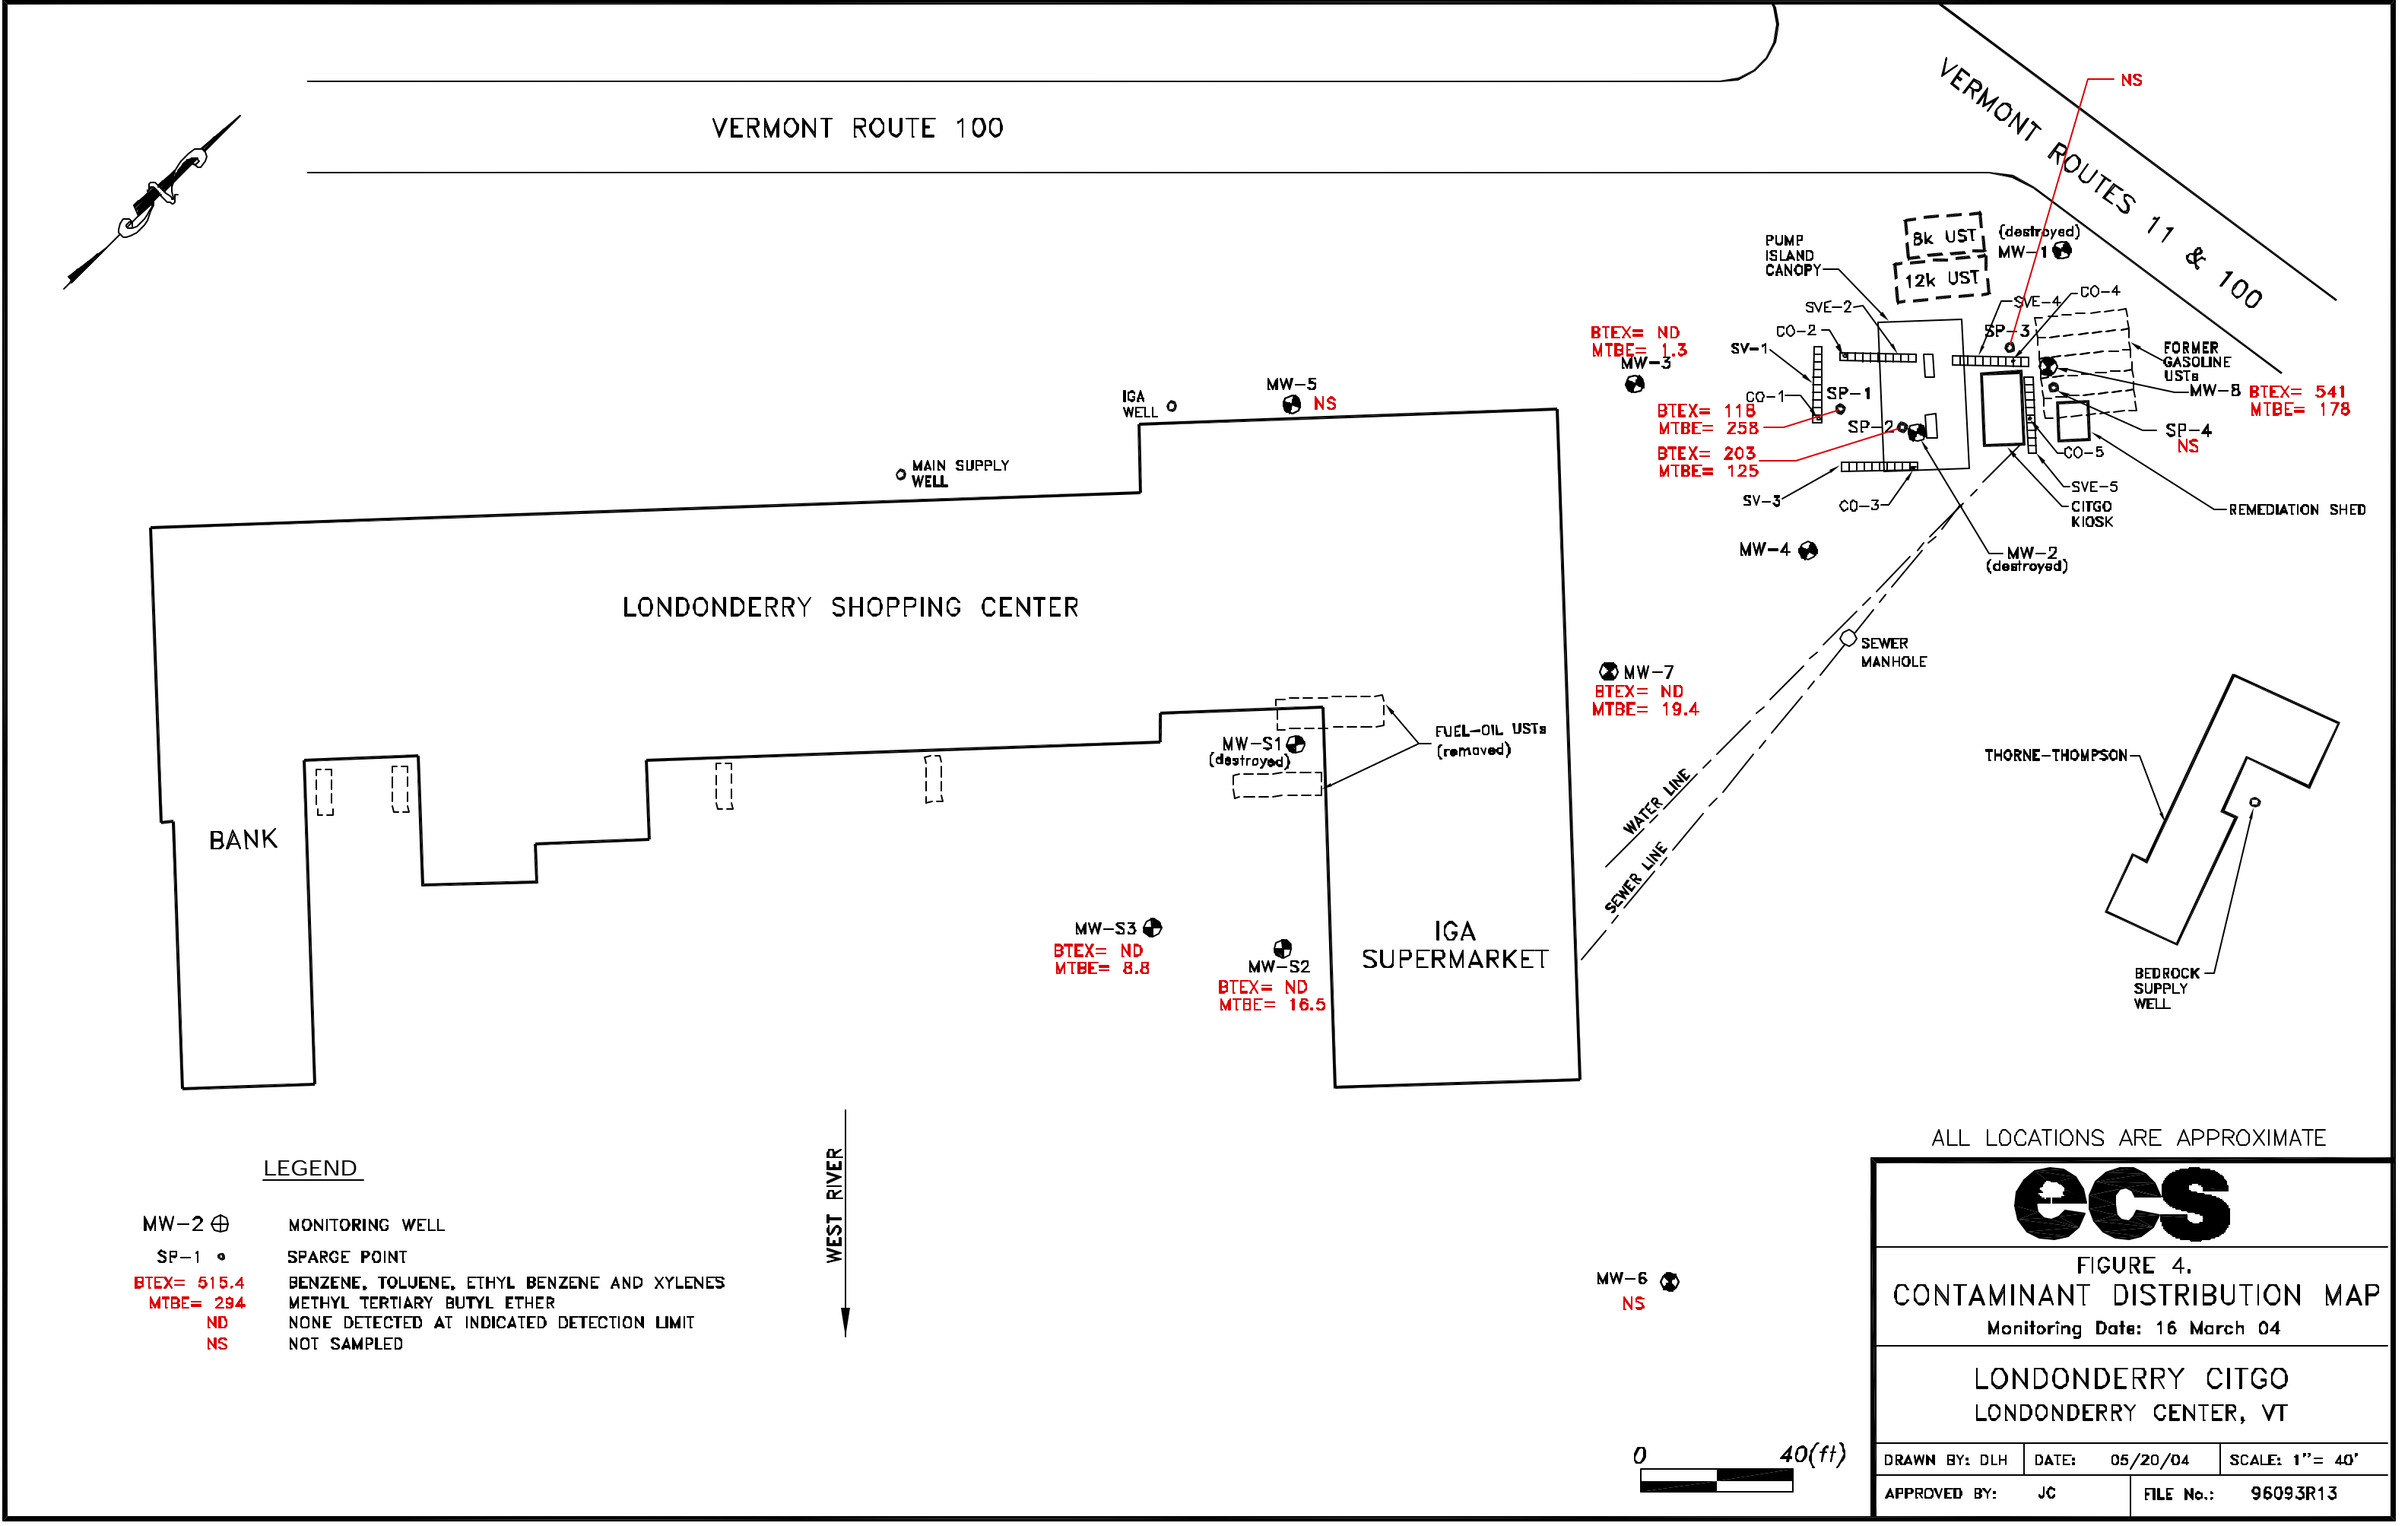 NS
VERMONT ROUTE 100
VERMONT ROUTES 11 & 100
PUMP
ISLAND
CANOPY
8k UST
12k UST
(destroyed)
MW-1
SVE-2
SVE-4
CO-4
CO-2
SP-3
SV-1
BTEX= ND
MTBE= 1.3
MW-3
FORMER
GASOLINE
USTs
MW-8
BTEX= 541
MTBE= 178
MW-5
NS
IGA
WELL
CO-1
SP-1
BTEX= 118
MTBE= 258
SP-2
BTEX= 203
MTBE= 125
SP-4
NS
CO-5
MAIN SUPPLY
WELL
SV-3
CO-3
SVE-5
CITGO
KIOSK
REMEDIATION SHED
MW-4
MW-2
(destroyed)
LONDONDERRY SHOPPING CENTER
SEWER
MANHOLE
MW-7
BTEX= ND
MTBE= 19.4
MW-S1
(destroyed)
FUEL-OIL USTs
(removed)
THORNE-THOMPSON
WATER LINE
SEWER LINE
BANK
MW-S3
BTEX= ND
MTBE= 8.8
MW-S2
BTEX= ND
MTBE= 16.5
IGA
SUPERMARKET
BEDROCK
SUPPLY
WELL
WEST RIVER
MW-6
NS
LEGEND
MW-2 MONITORING WELL
SP-1 SPARGE POINT
BTEX= 515.4 BENZENE, TOLUENE, ETHYL BENZENE AND XYLENES
MTBE= 294 METHYL TERTIARY BUTYL ETHER
ND NONE DETECTED AT INDICATED DETECTION LIMIT
NS NOT SAMPLED
0 40(ft)
ALL LOCATIONS ARE APPROXIMATE
ecs
FIGURE 4.
CONTAMINANT DISTRIBUTION MAP
Monitoring Date: 16 March 04
LONDONDERRY CITGO
LONDONDERRY CENTER, VT
DRAWN BY: DLH DATE: 05/20/04 SCALE: 1"= 40'
APPROVED BY: JC FILE No.: 96093R13